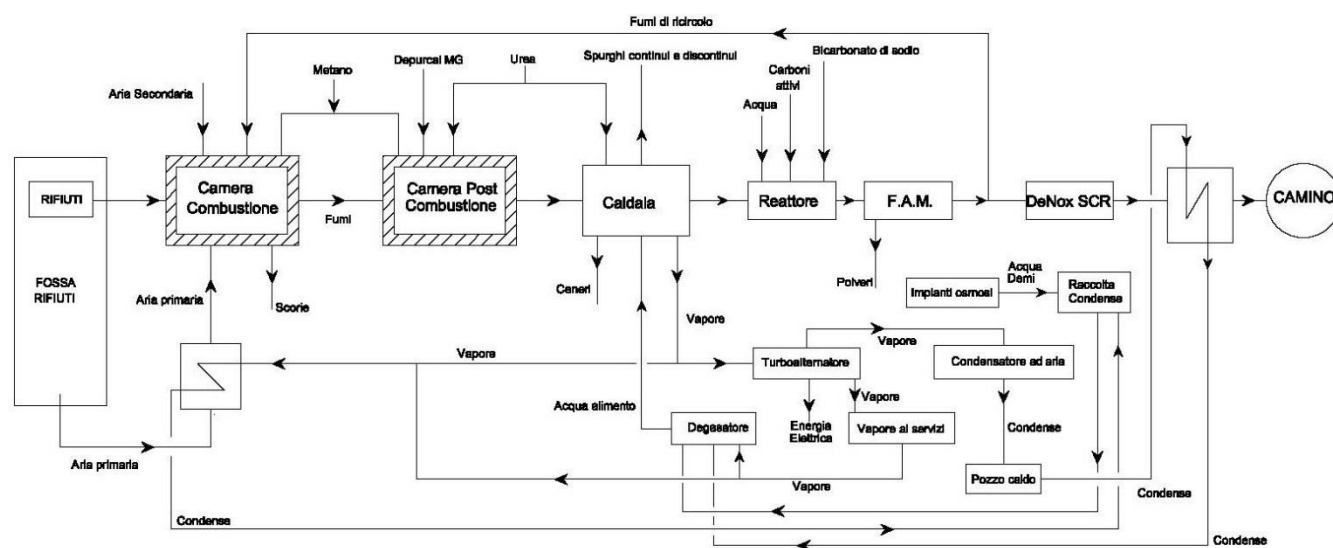 Fumi di ricircolo
Aria Secondaria
Metano
Depurcal MG
Urea
Spurghi continui e discontinui
Acqua
Carboni
attivi
Bicarbonato di sodio
RIFIUTI
FOSSA
RIFIUTI
Camera
Combustione
Fumi
Camera Post
Combustione
Caldaia
Reattore
F.A.M.
DeNox SCR
CAMINO
Aria primaria
Scorie
Ceneri
Vapore
Polveri
Impianti osmosi
Acqua
Demi
Raccolta
Condense
Vapore
Turboalternatore
Vapore
Condensatore ad aria
Acqua alimento
Degasatore
Energia
Elettrica
Vapore
Vapore ai servizi
Condense
Aria primaria
Vapore
Pozzo caldo
Condense
Condense
Condense